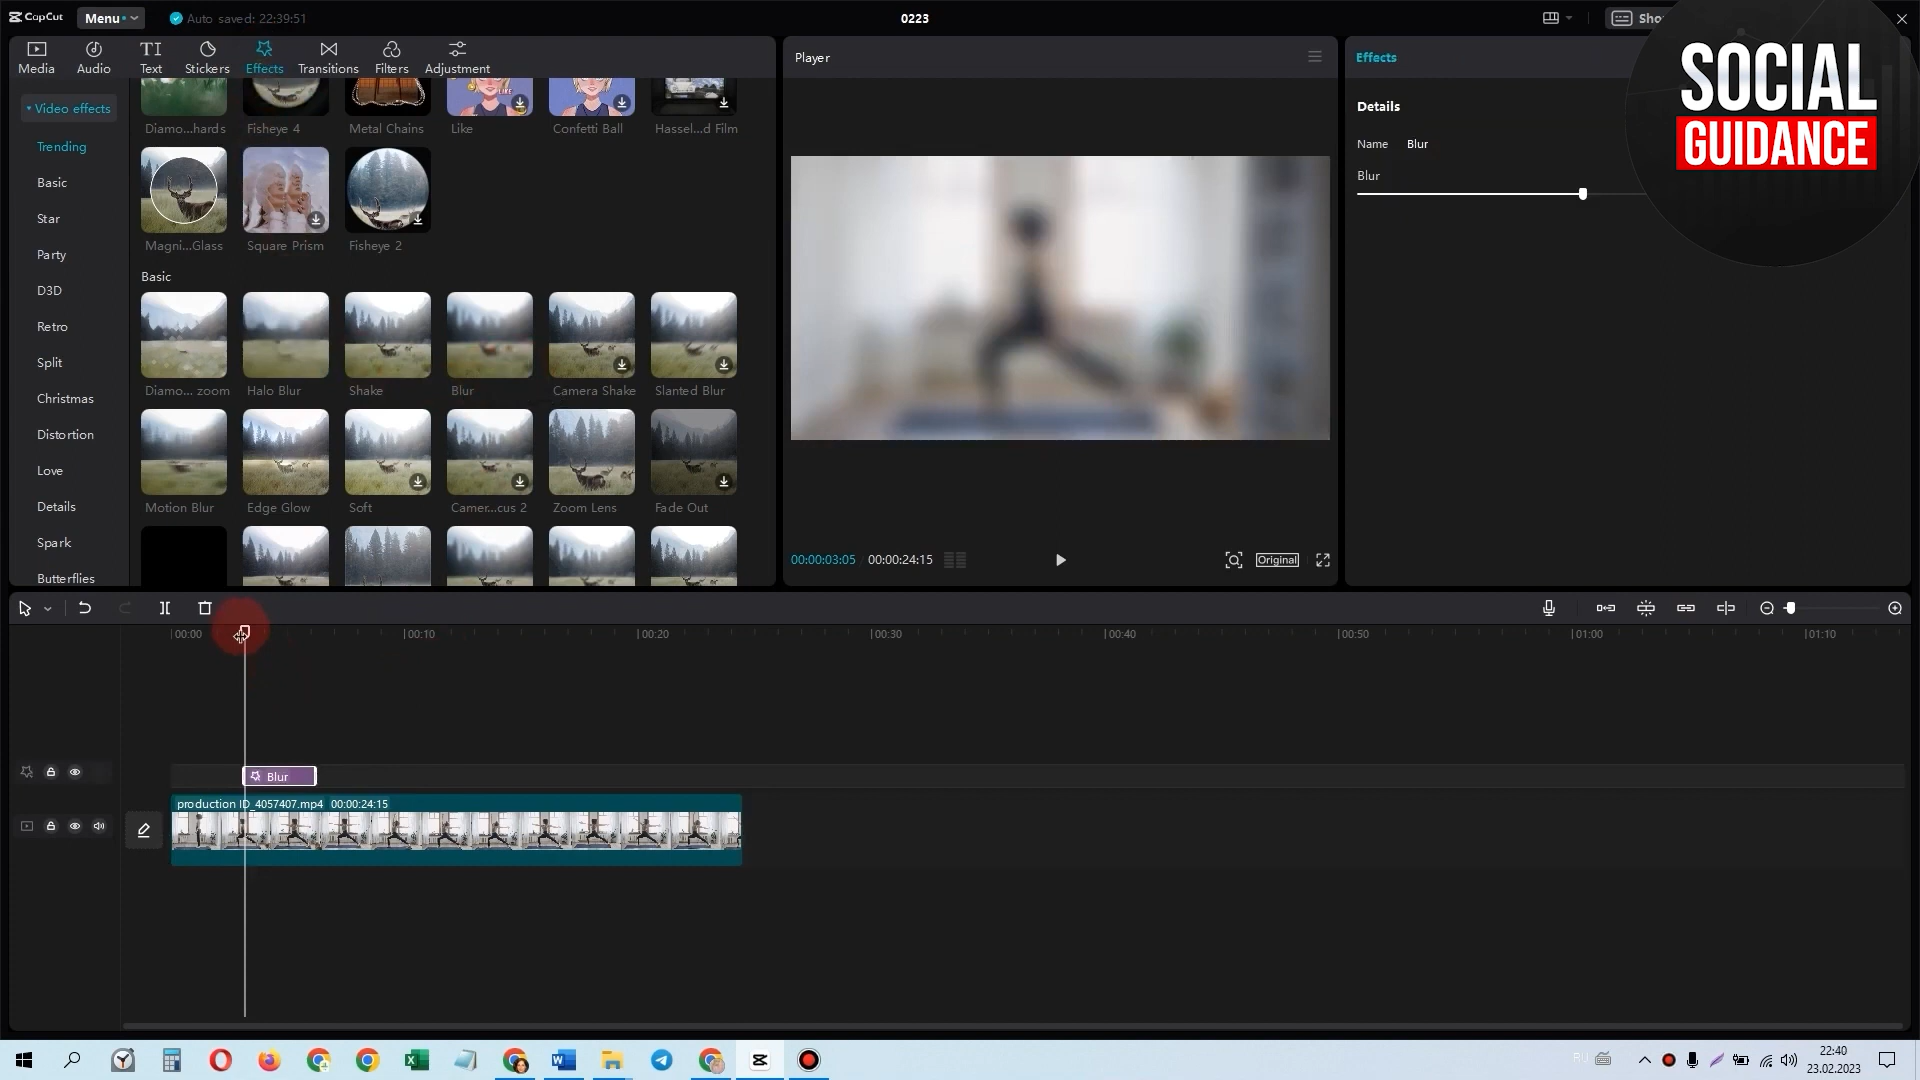 CapCut
Menu
Auto saved: 22:39:51
0223
Sho
SOCIAL
GUIDANCE
Media
Audio
Text
Stickers
Effects
Transitions
Filters
Adjustment
Player
Effects
Video effects
Trending
Basic
Star
Party
D3D
Retro
Split
Christmas
Distortion
Love
Details
Spark
Butterflies
Diamo...hards
Fisheye 4
Metal Chains
Like
Confetti Ball
Hassel...d Film
Magni...Glass
Square Prism
Fisheye 2
Basic
Diamo... zoom
Halo Blur
Shake
Blur
Camera Shake
Slanted Blur
Motion Blur
Edge Glow
Soft
Camer...cus 2
Zoom Lens
Fade Out
Details
Name Blur
Blur
00:00:03:05 / 00:00:24:15
Original
00:00
00:10
00:20
00:30
00:40
00:50
01:00
01:10
Blur
production ID_4057407.mp4 00:00:24:15
RU
22:40
23.02.2023